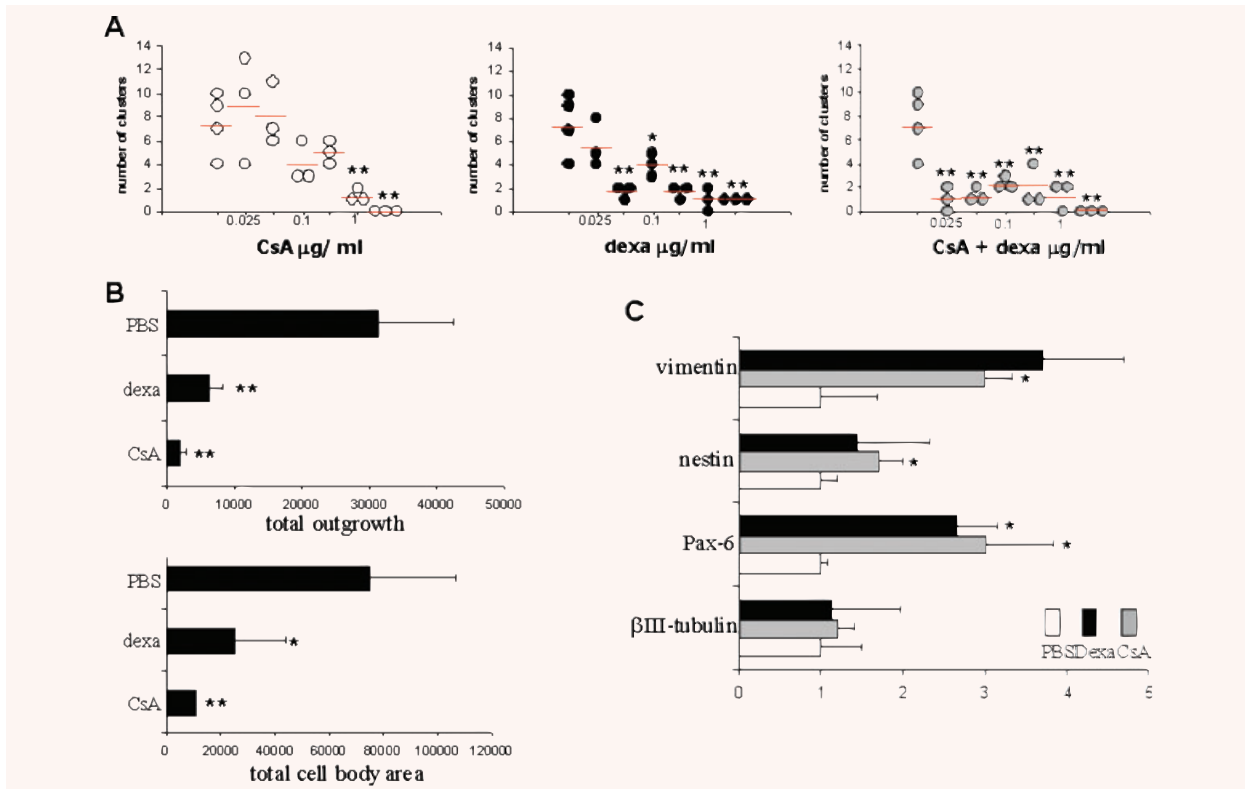 A
14
12
10
8
6
4
2
0
number of clusters
** **
0.025 0.1 1
CsA µg/ ml
14
12
10
8
6
4
2
0
number of clusters
** * ** ** **
0.025 0.1 1
dexa µg/ml
14
12
10
8
6
4
2
0
number of clusters
** ** ** ** ** **
0.025 0.1 1
CsA + dexa µg/ml
B
PBS
dexa **
CsA **
0 10000 20000 30000 40000 50000
total outgrowth
PBS
dexa *
CsA **
0 20000 40000 60000 80000 100000 120000
total cell body area
C
vimentin *
nestin *
Pax-6 * *
βIII-tubulin
PBS Dexa CsA
0 1 2 3 4 5